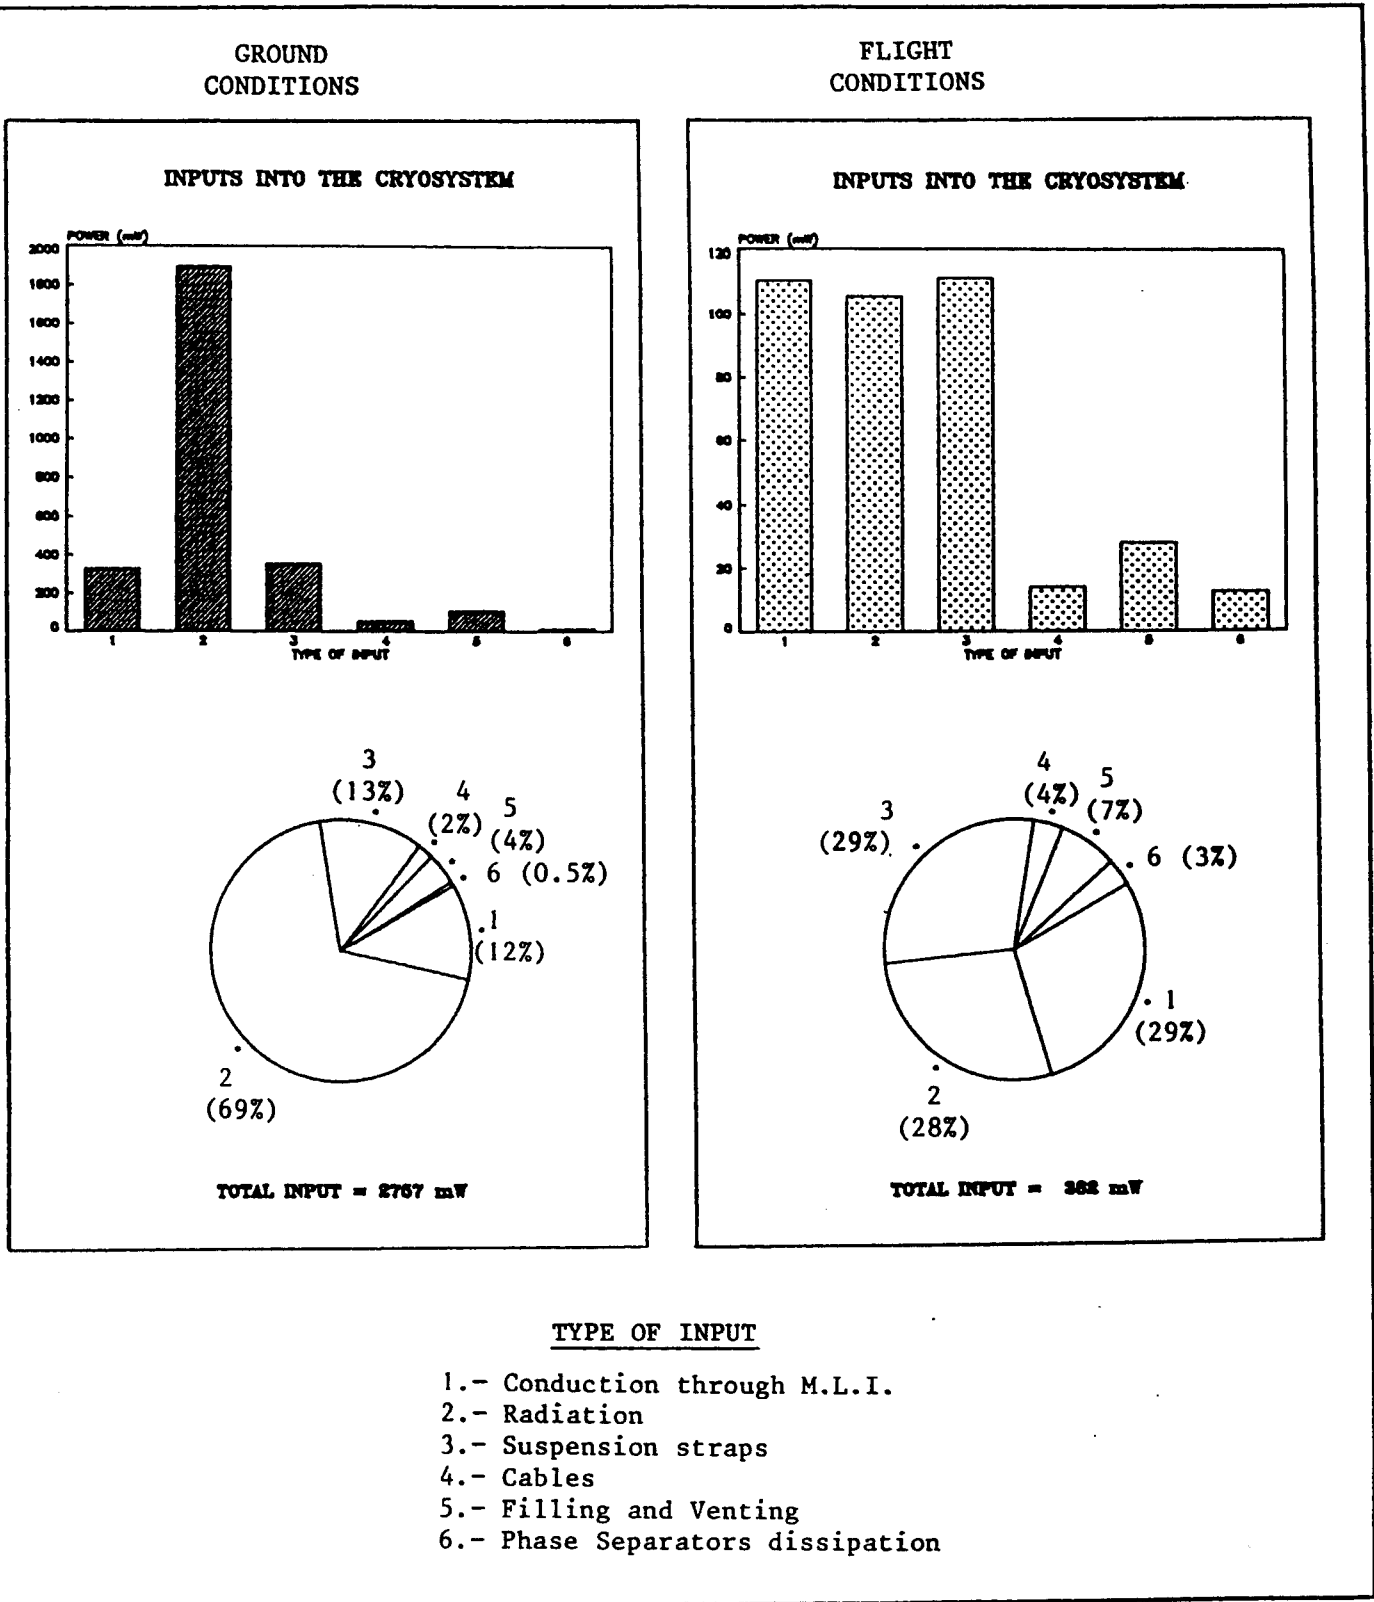 GROUND
CONDITIONS
INPUTS INTO THE CRYOSYSTEM
POWER (mW)
2000
1800
1600
1400
1200
1000
800
600
400
200
0
1 2 3 4 5 6
TYPE OF INPUT
3
(13%)
4
(2%)
5
(4%)
6 (0.5%)
1
(12%)
2
(69%)
TOTAL INPUT = 2767 mW
FLIGHT
CONDITIONS
INPUTS INTO THE CRYOSYSTEM
POWER (mW)
120
100
80
60
40
20
0
1 2 3 4 5 6
TYPE OF INPUT
4
(4%)
5
(7%)
3
(29%)
6 (3%)
1
(29%)
2
(28%)
TOTAL INPUT = 382 mW
TYPE OF INPUT
1.- Conduction through M.L.I.
2.- Radiation
3.- Suspension straps
4.- Cables
5.- Filling and Venting
6.- Phase Separators dissipation